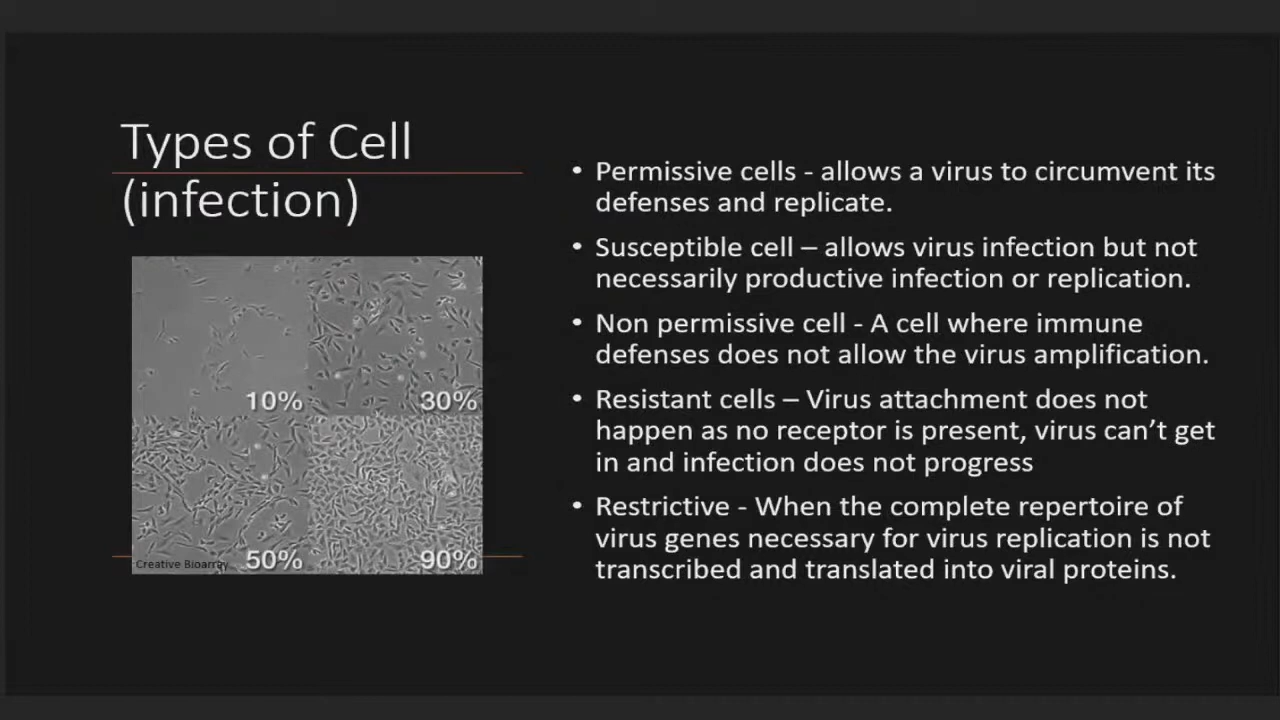 Types of Cell
(infection)
10%
30%
50%
90%
Creative Bioarray
• Permissive cells - allows a virus to circumvent its
defenses and replicate.
• Susceptible cell – allows virus infection but not
necessarily productive infection or replication.
• Non permissive cell - A cell where immune
defenses does not allow the virus amplification.
• Resistant cells – Virus attachment does not
happen as no receptor is present, virus can’t get
in and infection does not progress
• Restrictive - When the complete repertoire of
virus genes necessary for virus replication is not
transcribed and translated into viral proteins.